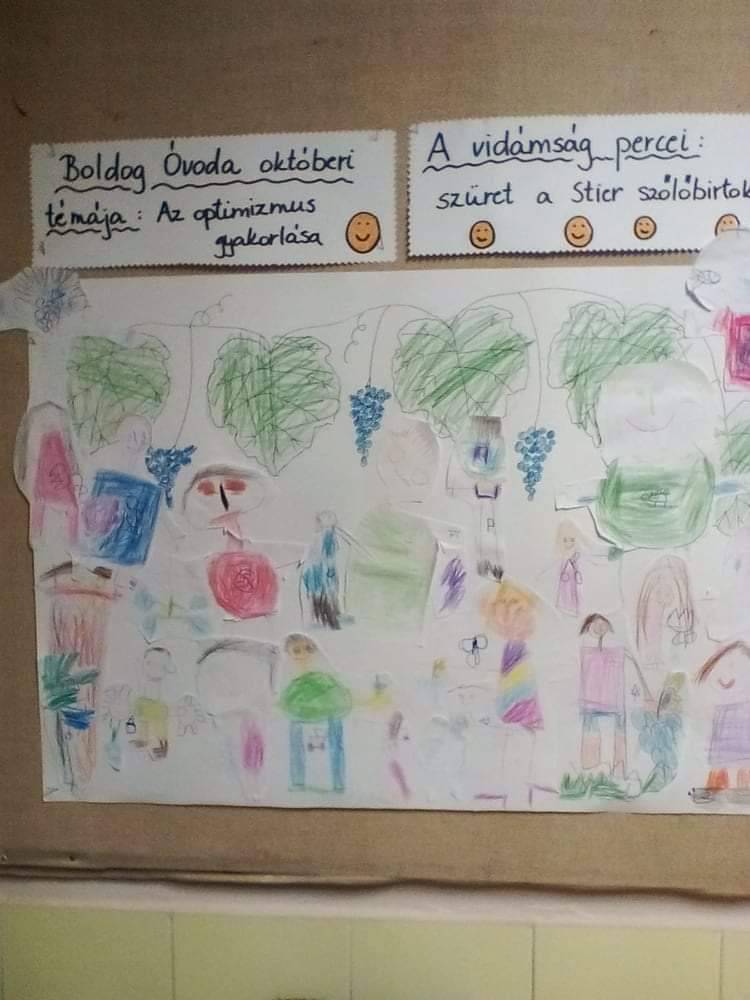 Boldog Óvoda októberi
témája: Az optimizmus
gyakorlása
A vidámság percei:
szüret a Stier szőlőbirtok